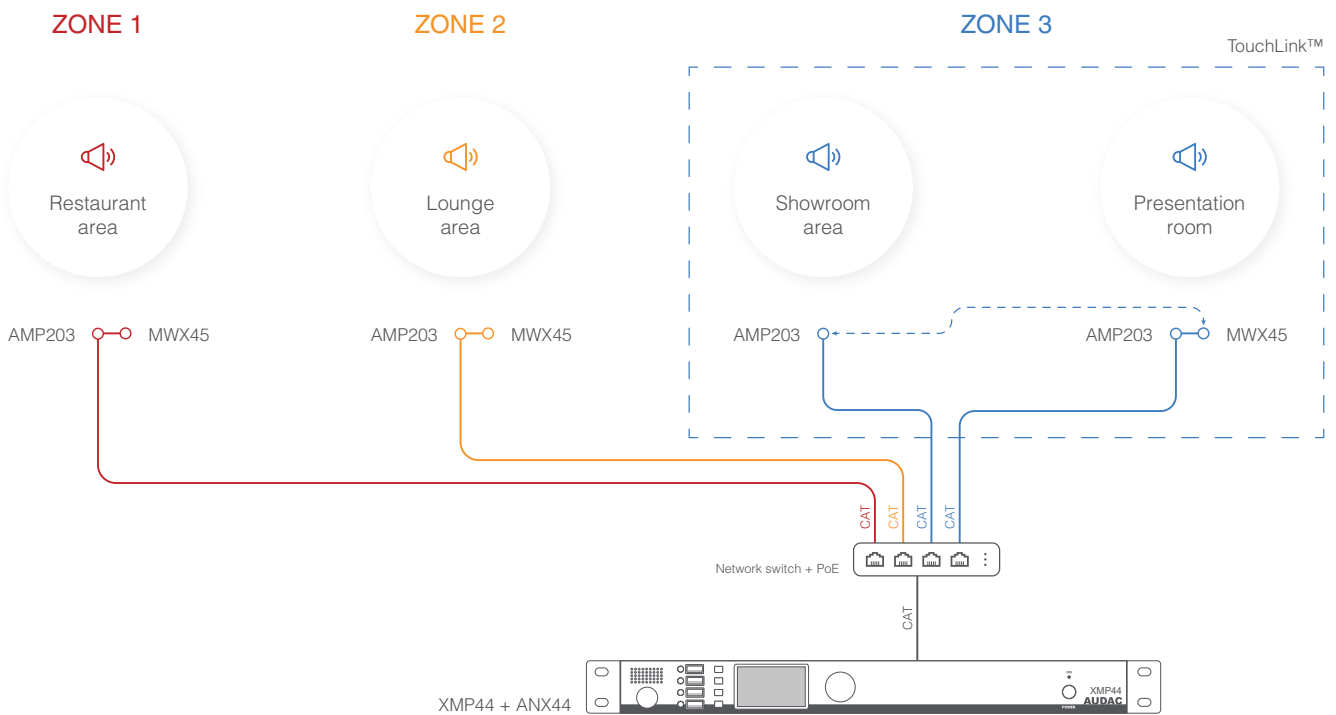 ZONE 1
ZONE 2
ZONE 3
TouchLink™
Restaurant
area
Lounge
area
Showroom
area
Presentation
room
AMP203
MWX45
AMP203
MWX45
AMP203
AMP203
MWX45
CAT
CAT
CAT
CAT
Network switch + PoE
CAT
XMP44 + ANX44
POWER
XMP44
AUDAC